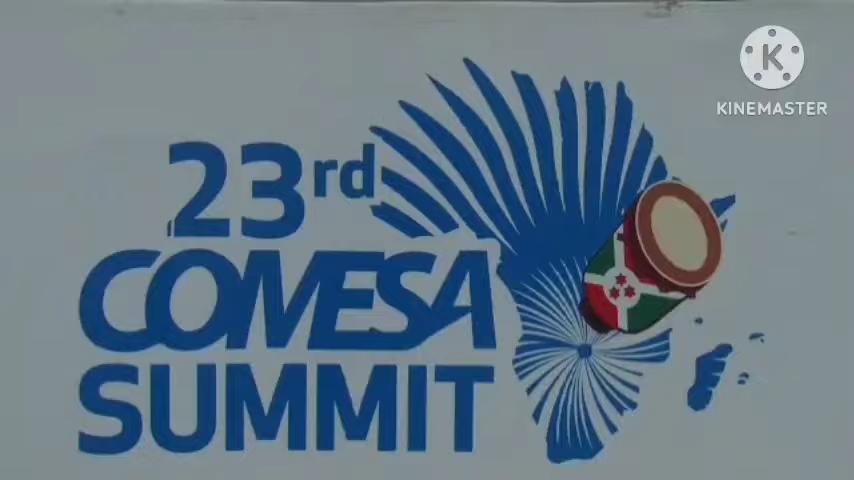 K
KINEMASTER
23rd
COMESA
SUMMIT